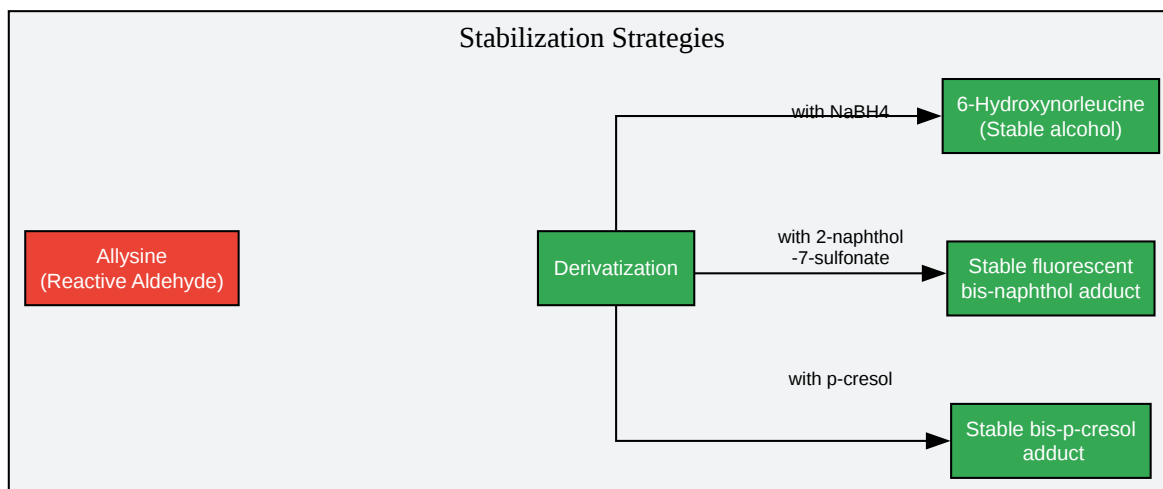 Stabilization Strategies
with NaBH4
6-Hydroxynorleucine
(Stable alcohol)
Allysine
(Reactive Aldehyde)
Derivatization
with 2-naphthol
-7-sulfonate
Stable fluorescent
bis-naphthol adduct
with p-cresol
Stable bis-p-cresol
adduct